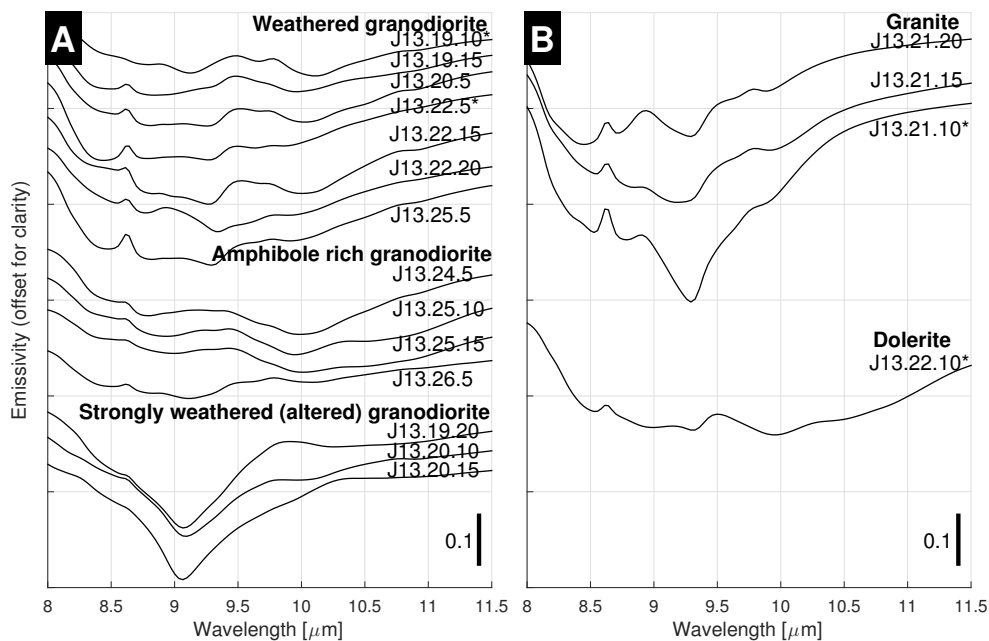 A
Weathered granodiorite
J13.19.10*
J13.19.15
J13.20.5
J13.22.5*
J13.22.15
J13.22.20
J13.25.5
Amphibole rich granodiorite
J13.24.5
J13.25.10
J13.25.15
J13.26.5
Strongly weathered (altered) granodiorite
J13.19.20
J13.20.10
J13.20.15
0.1
Emissivity (offset for clarity)
8 8.5 9 9.5 10 10.5 11 11.5
Wavelength [μm]
B
Granite
J13.21.20
J13.21.15
J13.21.10*
Dolerite
J13.22.10*
0.1
8 8.5 9 9.5 10 10.5 11 11.5
Wavelength [μm]